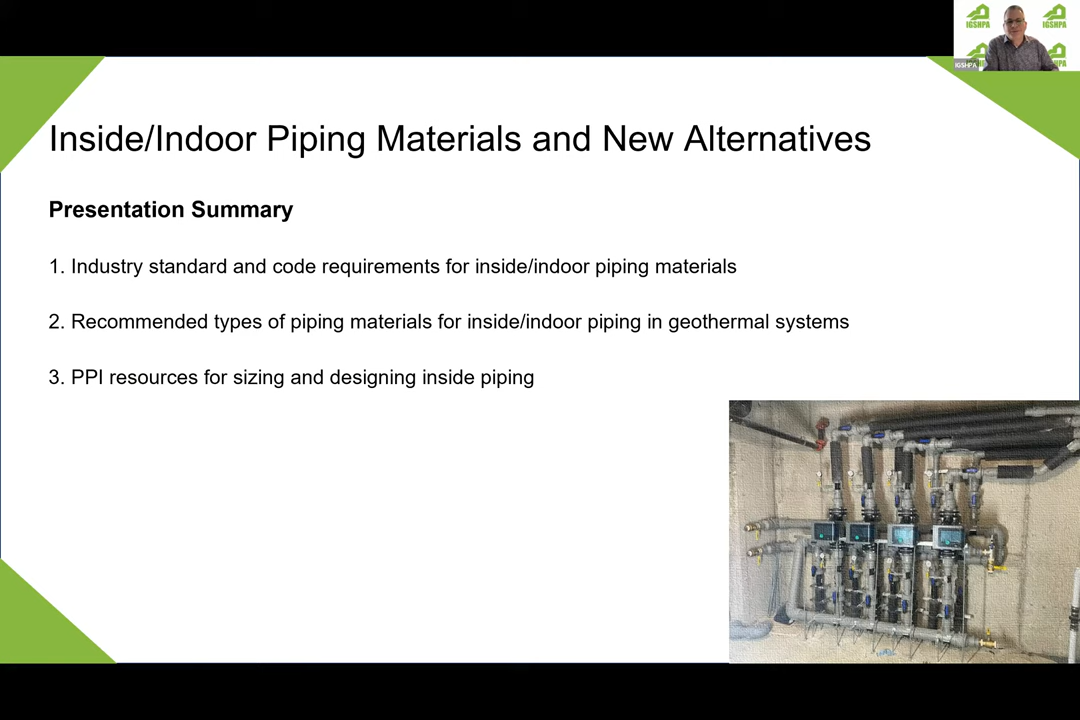 IGSHPA
IGSHPA
IGSHPA
IGSHPA
Inside/Indoor Piping Materials and New Alternatives
Presentation Summary
1. Industry standard and code requirements for inside/indoor piping materials
2. Recommended types of piping materials for inside/indoor piping in geothermal systems
3. PPI resources for sizing and designing inside piping